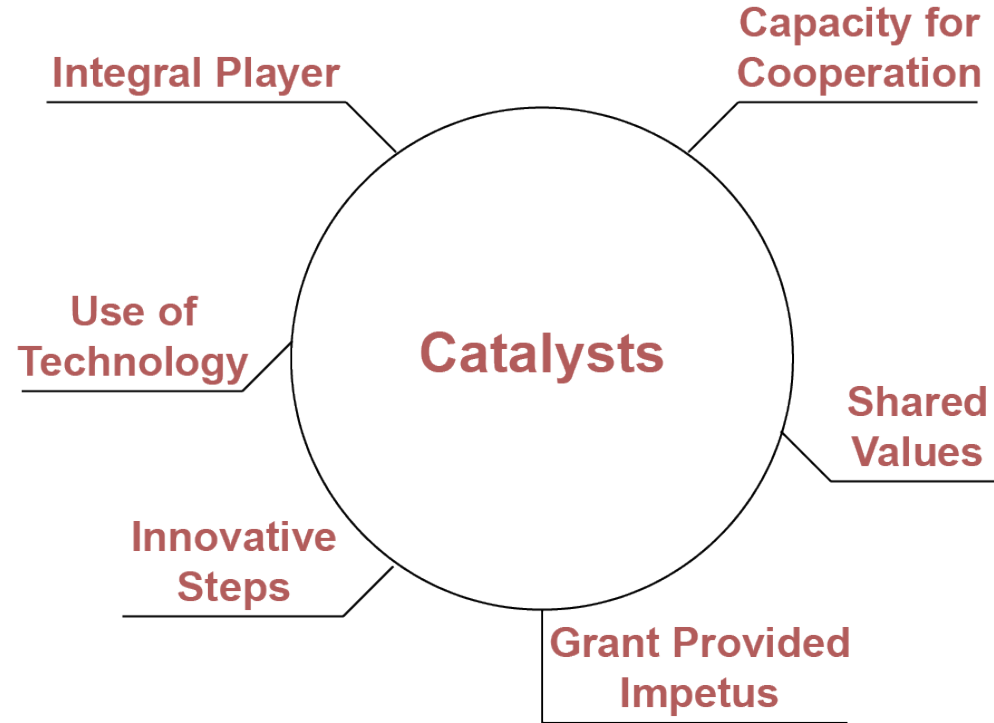 Integral Player
Capacity for
Cooperation
Use of
Technology
Catalysts
Shared
Values
Innovative
Steps
Grant Provided
Impetus